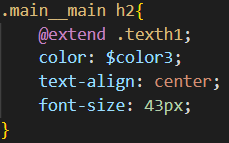 .main__main h2{
@extend .texth1;
color: $color3;
text-align: center;
font-size: 43px;
}